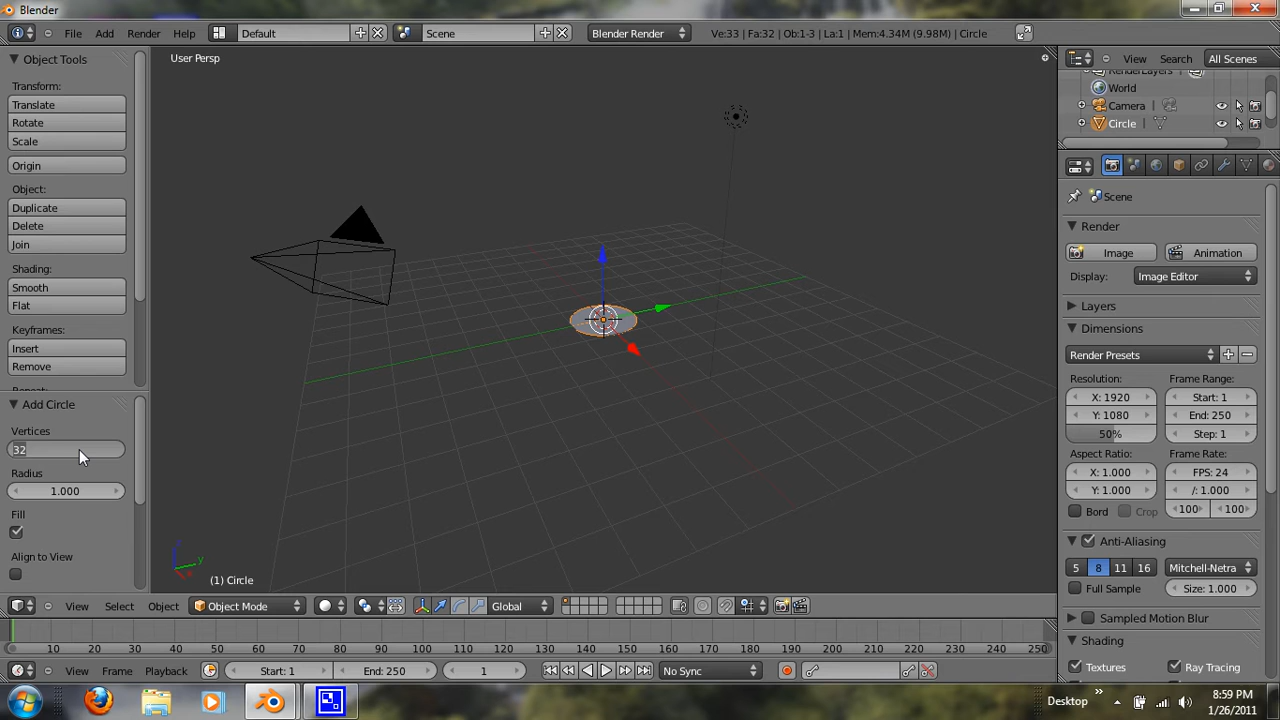 Blender
File Add Render Help Default Scene Blender Render Ve:33 | Fa:32 | Ob:1-3 | La:1 | Mem:4.34M (9.98M) | Circle
Object Tools
Transform:
Translate
Rotate
Scale
Origin
Object:
Duplicate
Delete
Join
Shading:
Smooth
Flat
Keyframes:
Insert
Remove
Repeat:
Add Circle
Vertices
32
Radius
1.000
Fill
Align to View
User Persp
z
y
x
(1) Circle
View Select Object Object Mode Global
10 20 30 40 50 60 70 80 90 100 110 120 130 140 150 160 170 180 190 200 210 220 230 240 250
View Frame Playback Start: 1 End: 250 1 No Sync
View Search All Scenes
RenderLayers
World
Camera
Circle
Scene
Render
Image Animation
Display: Image Editor
Layers
Dimensions
Render Presets
Resolution: Frame Range:
X: 1920 Start: 1
Y: 1080 End: 250
50% Step: 1
Aspect Ratio: Frame Rate:
X: 1.000 FPS: 24
Y: 1.000 /: 1.000
Bord Crop 100 100
Anti-Aliasing
5 8 11 16 Mitchell-Netra
Full Sample Size: 1.000
Sampled Motion Blur
Shading
Textures Ray Tracing
Desktop » 8:59 PM
1/26/2011